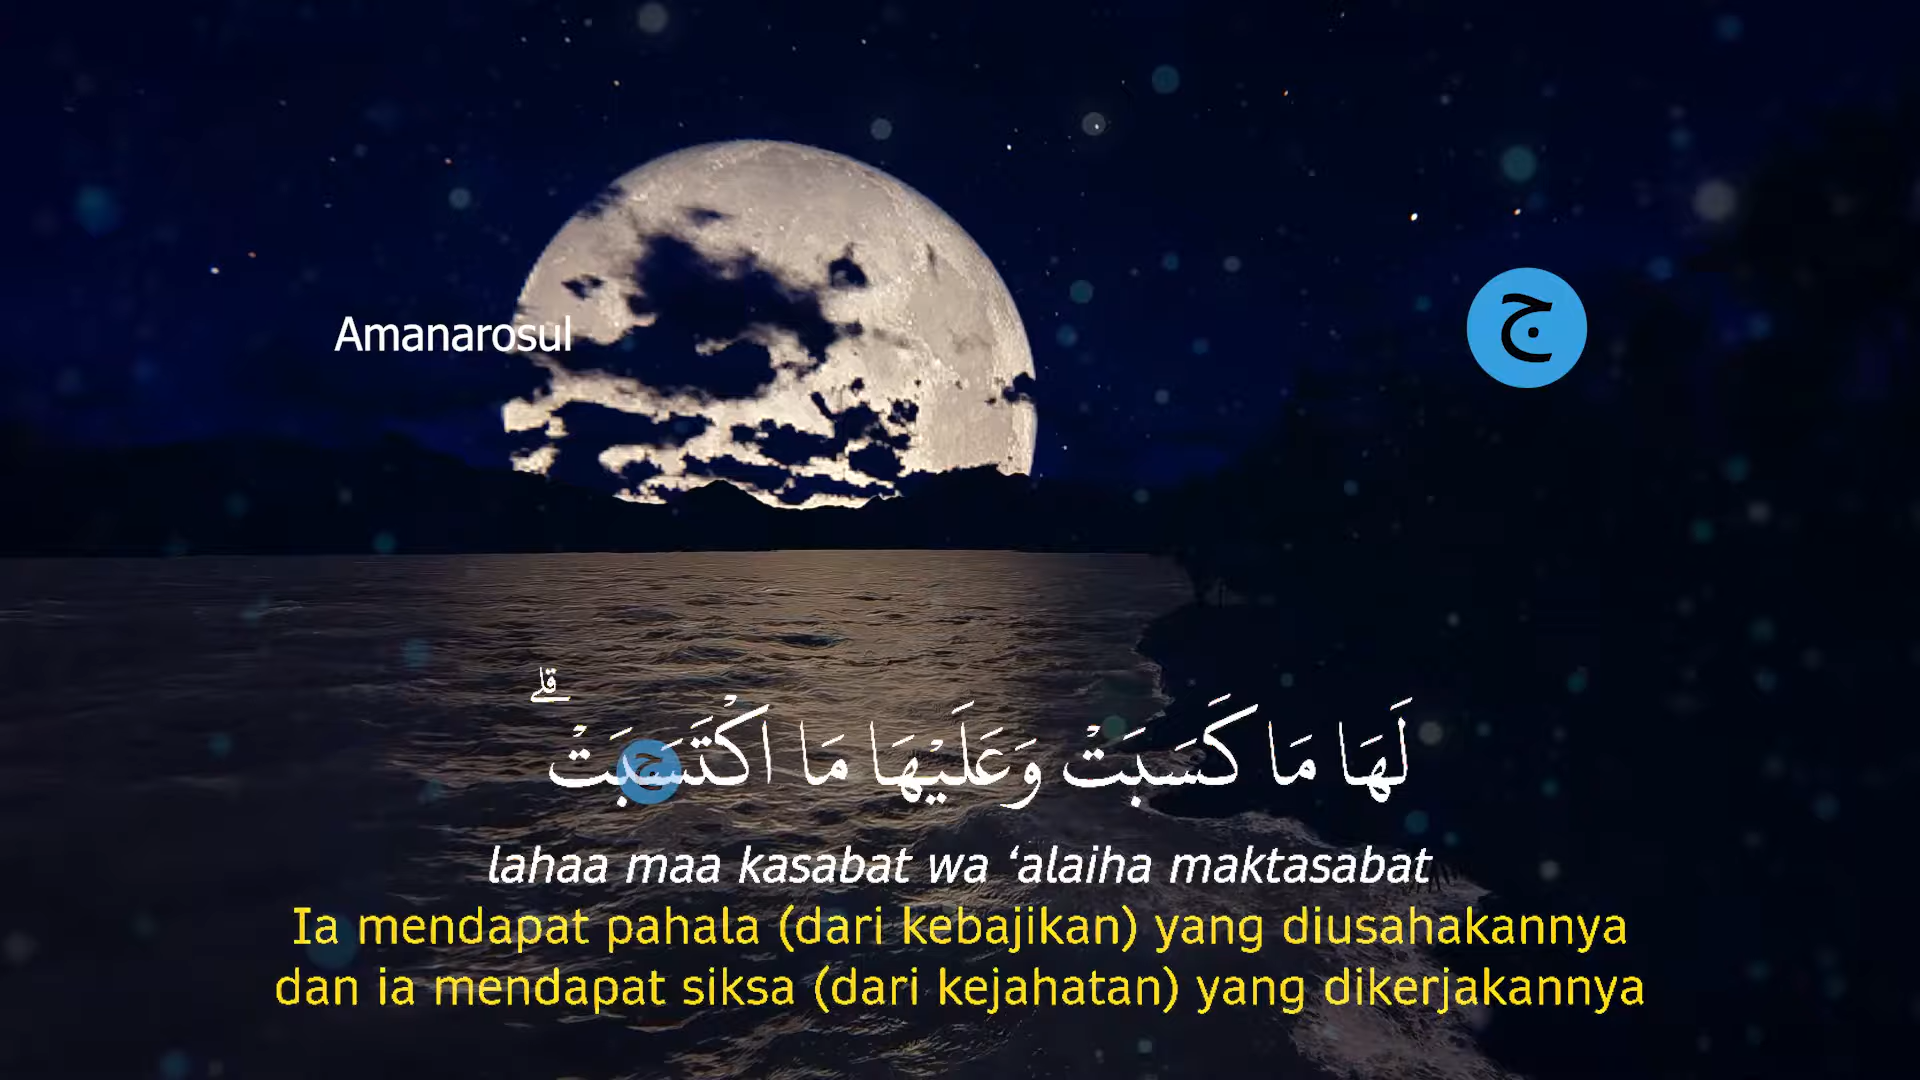 Amanarosul
ج
لَهَا مَا كَسَبَتْ وَعَلَيْهَا مَا اكْتَسَبَتْ ۗ
ج
lahaa maa kasabat wa ‘alaiha maktasabat
Ia mendapat pahala (dari kebajikan) yang diusahakannya
dan ia mendapat siksa (dari kejahatan) yang dikerjakannya